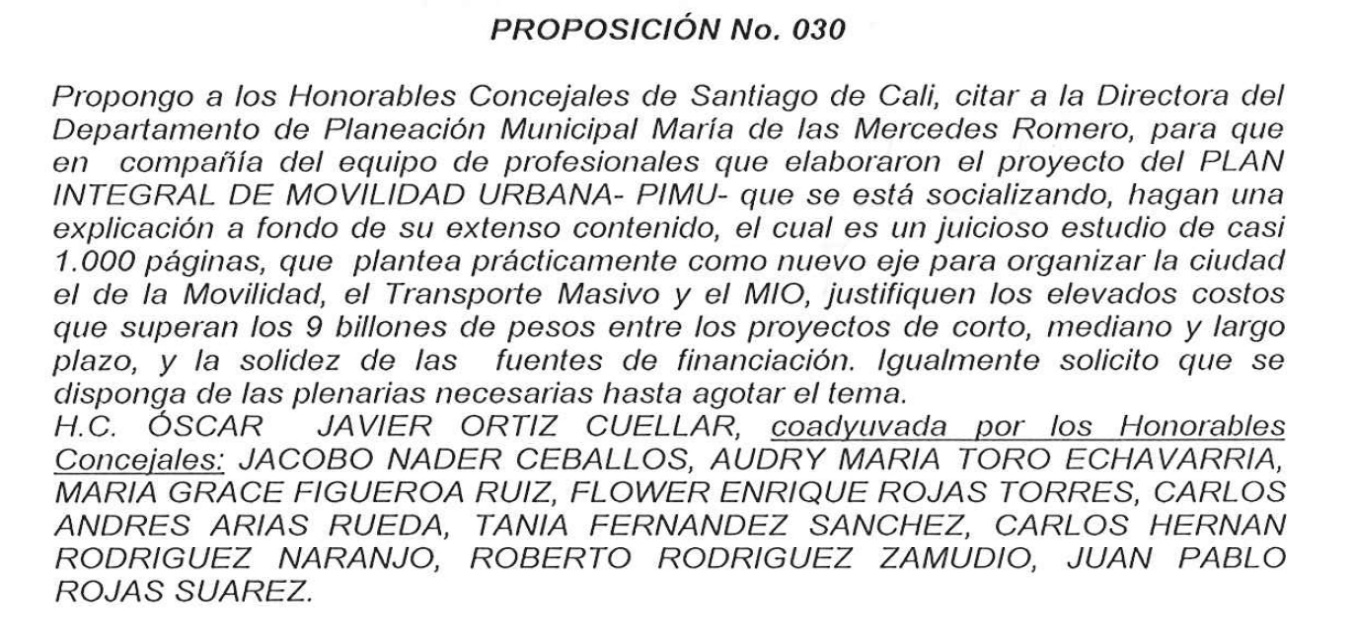 PROPOSICIÓN No. 030
Propongo a los Honorables Concejales de Santiago de Cali, citar a la Directora del
Departamento de Planeación Municipal María de las Mercedes Romero, para que
en compañía del equipo de profesionales que elaboraron el proyecto del PLAN
INTEGRAL DE MOVILIDAD URBANA- PIMU- que se está socializando, hagan una
explicación a fondo de su extenso contenido, el cual es un juicioso estudio de casi
1.000 páginas, que plantea prácticamente como nuevo eje para organizar la ciudad
el de la Movilidad, el Transporte Masivo y el MIO, justifiquen los elevados costos
que superan los 9 billones de pesos entre los proyectos de corto, mediano y largo
plazo, y la solidez de las fuentes de financiación. Igualmente solicito que se
disponga de las plenarias necesarias hasta agotar el tema.
H.C. ÓSCAR JAVIER ORTIZ CUELLAR, coadyuvada por los Honorables
Concejales: JACOBO NADER CEBALLOS, AUDRY MARIA TORO ECHAVARRIA,
MARIA GRACE FIGUEROA RUIZ, FLOWER ENRIQUE ROJAS TORRES, CARLOS
ANDRES ARIAS RUEDA, TANIA FERNANDEZ SANCHEZ, CARLOS HERNAN
RODRIGUEZ NARANJO, ROBERTO RODRIGUEZ ZAMUDIO, JUAN PABLO
ROJAS SUAREZ.